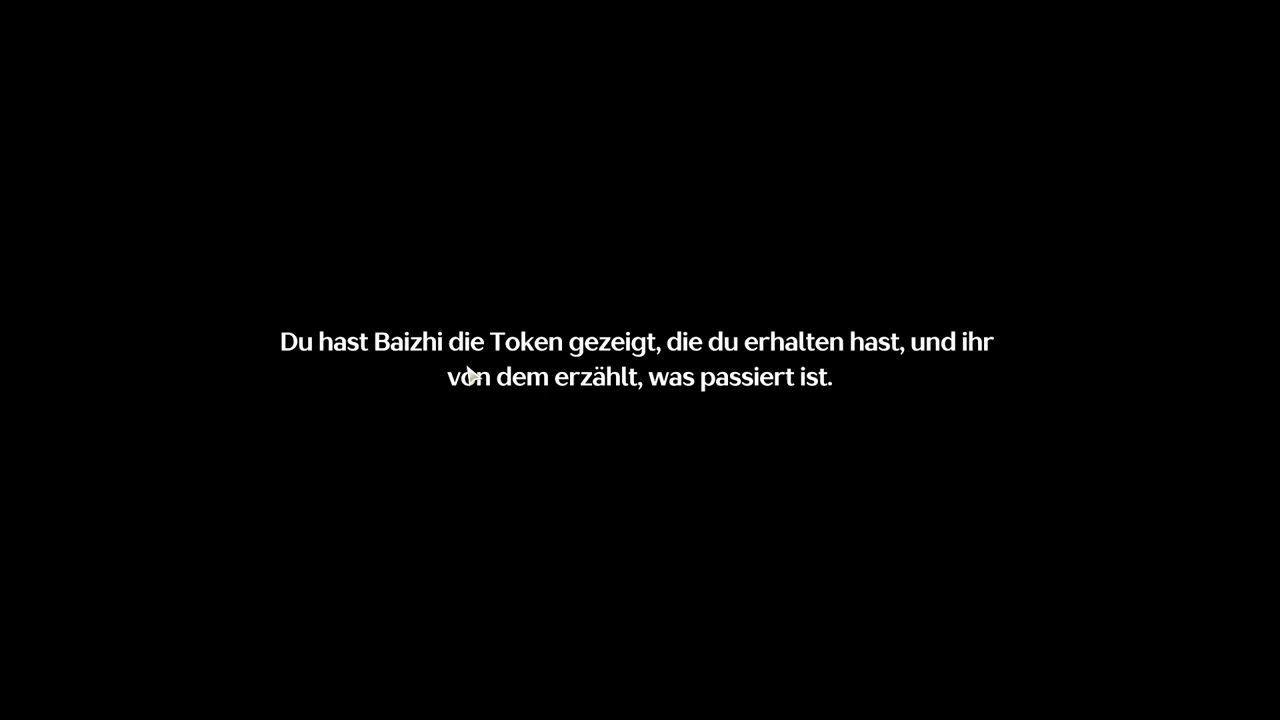 Du hast Baizhi die Token gezeigt, die du erhalten hast, und ihr
von dem erzählt, was passiert ist.